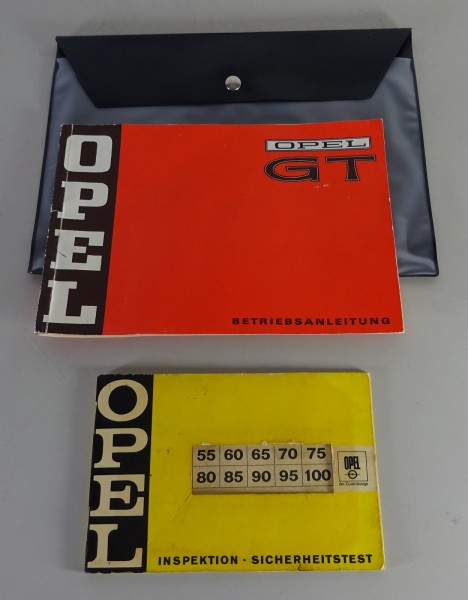 OPEL
OPEL
GT
BETRIEBSANLEITUNG
OPEL
55 60 65 70 75
80 85 90 95 100
OPEL
INSPEKTION · SICHERHEITSTEST